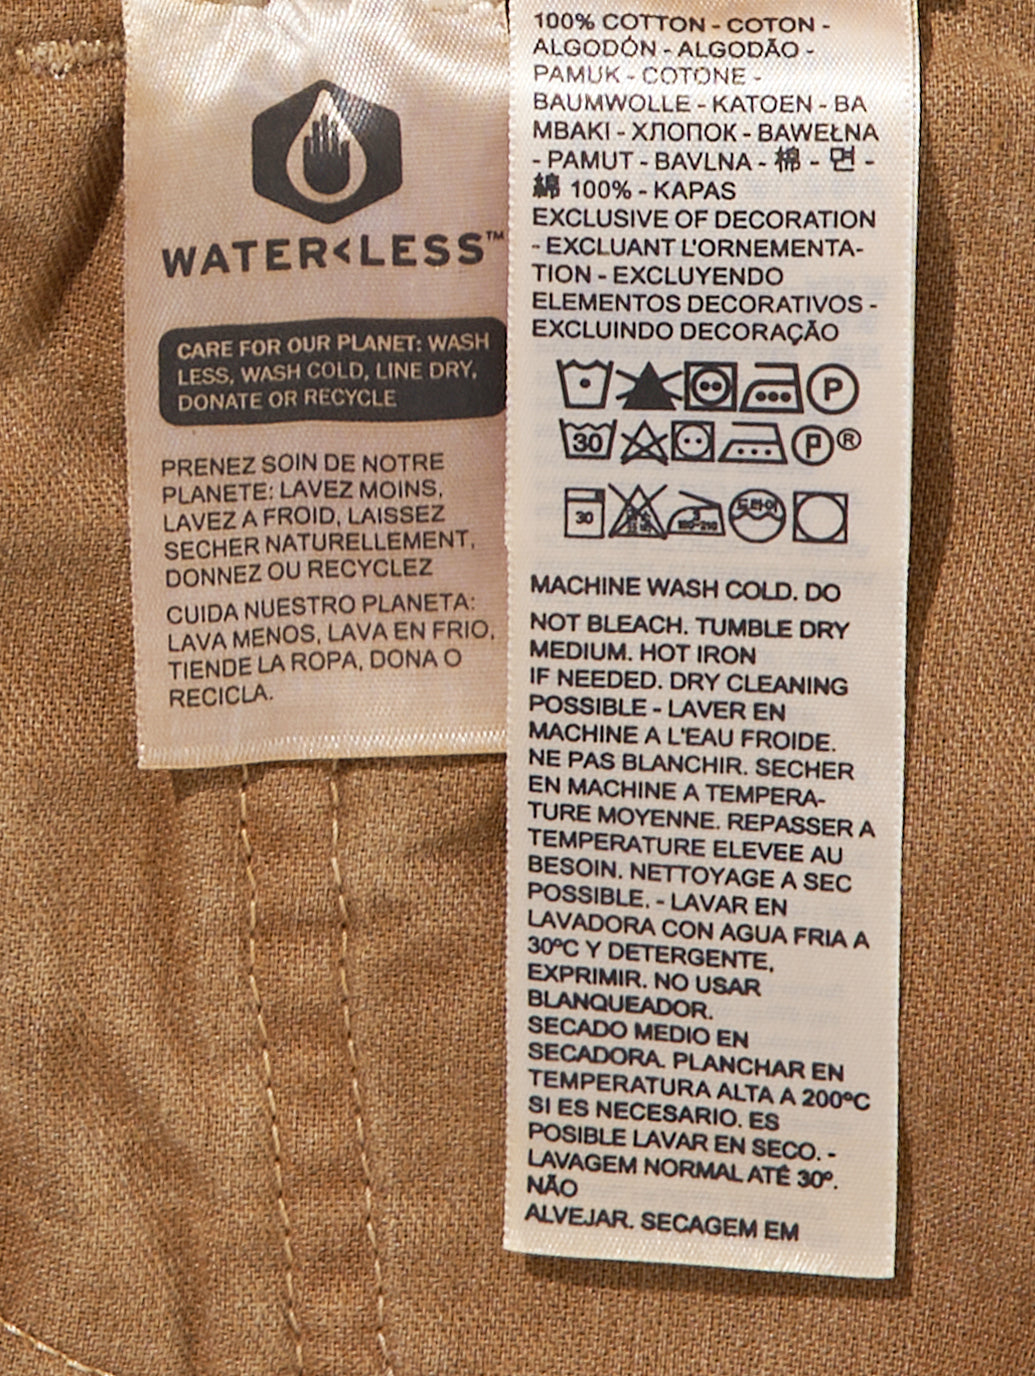 WATER<LESS™
CARE FOR OUR PLANET: WASH
LESS, WASH COLD, LINE DRY,
DONATE OR RECYCLE
PRENEZ SOIN DE NOTRE
PLANETE: LAVEZ MOINS,
LAVEZ A FROID, LAISSEZ
SECHER NATURELLEMENT,
DONNEZ OU RECYCLEZ
CUIDA NUESTRO PLANETA:
LAVA MENOS, LAVA EN FRIO,
TIENDE LA ROPA, DONA O
RECICLA.
100% COTTON - COTON -
ALGODÓN - ALGODÃO -
PAMUK - COTONE -
BAUMWOLLE - KATOEN - BA
MBAKI - ХЛОПОК - BAWEŁNA
- PAMUT - BAVLNA - 棉 - 면 -
綿 100% - KAPAS
EXCLUSIVE OF DECORATION
- EXCLUANT L'ORNEMENTA-
TION - EXCLUYENDO
ELEMENTOS DECORATIVOS -
EXCLUINDO DECORAÇÃO
P
30 P ®
30 드라이
MACHINE WASH COLD. DO
NOT BLEACH. TUMBLE DRY
MEDIUM. HOT IRON
IF NEEDED. DRY CLEANING
POSSIBLE - LAVER EN
MACHINE A L'EAU FROIDE.
NE PAS BLANCHIR. SECHER
EN MACHINE A TEMPERA-
TURE MOYENNE. REPASSER A
TEMPERATURE ELEVEE AU
BESOIN. NETTOYAGE A SEC
POSSIBLE. - LAVAR EN
LAVADORA CON AGUA FRIA A
30ºC Y DETERGENTE,
EXPRIMIR. NO USAR
BLANQUEADOR.
SECADO MEDIO EN
SECADORA. PLANCHAR EN
TEMPERATURA ALTA A 200ºC
SI ES NECESARIO. ES
POSIBLE LAVAR EN SECO. -
LAVAGEM NORMAL ATÉ 30º.
NÃO
ALVEJAR. SECAGEM EM